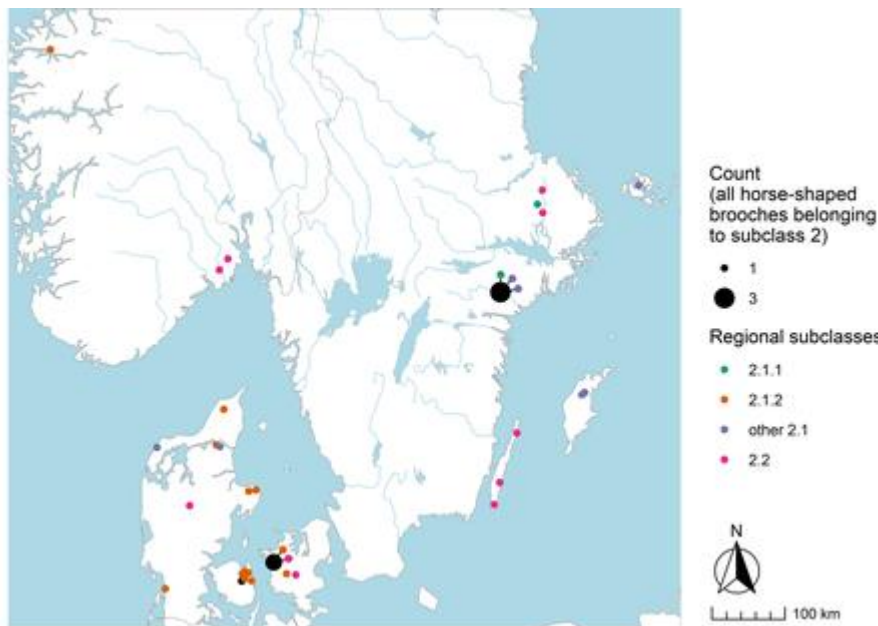 Count
(all horse-shaped
brooches belonging
to subclass 2)
1
3
Regional subclasses
2.1.1
2.1.2
other 2.1
2.2
N
100 km